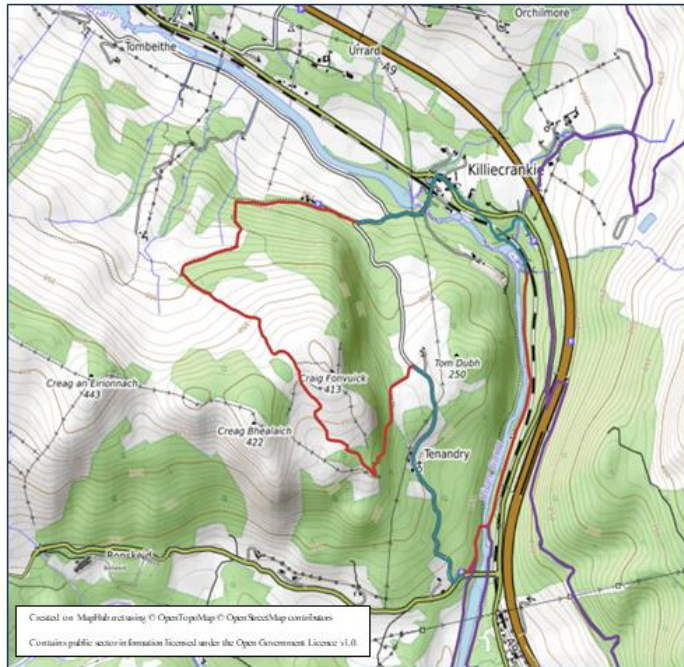 Orchilmore
Tombeithe
Urrard
A9
Killiecrankie
Tom Dubh
250
Craig Fonvuick
413
Creag an Eirionnach
443
Creag Bhealaich
422
Tenandry
Bonskeid
Created on MapHub.net using © OpenTopoMap © OpenStreetMap contributors
Contains public sector information licensed under the Open Government Licence v1.0.